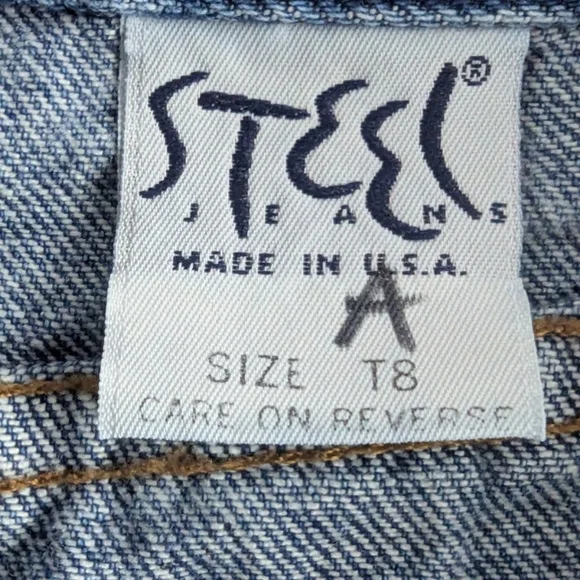 STEEL®
JEANS
MADE IN U.S.A.
A
SIZE T8
CARE ON REVERSE